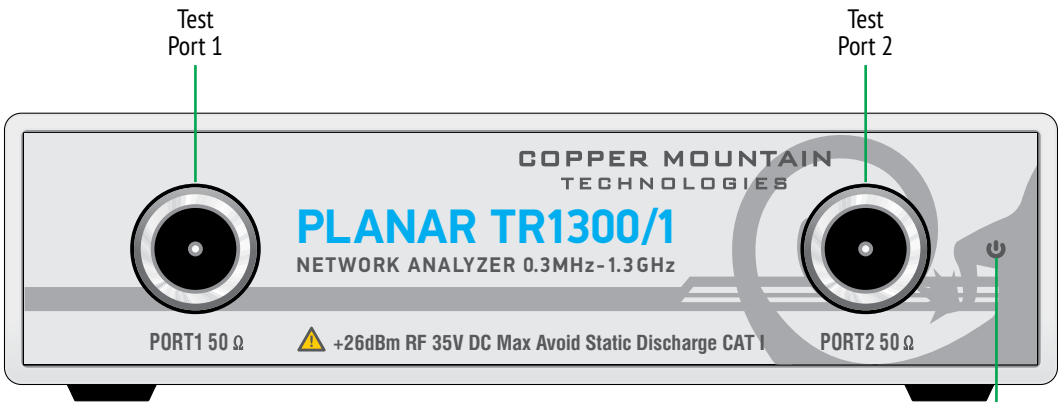 Test
Port 1
Test
Port 2
COPPER MOUNTAIN
TECHNOLOGIES
PLANAR TR1300/1
NETWORK ANALYZER 0.3MHz-1.3GHz
PORT1 50 Ω
+26dBm RF 35V DC Max Avoid Static Discharge CAT I
PORT2 50 Ω